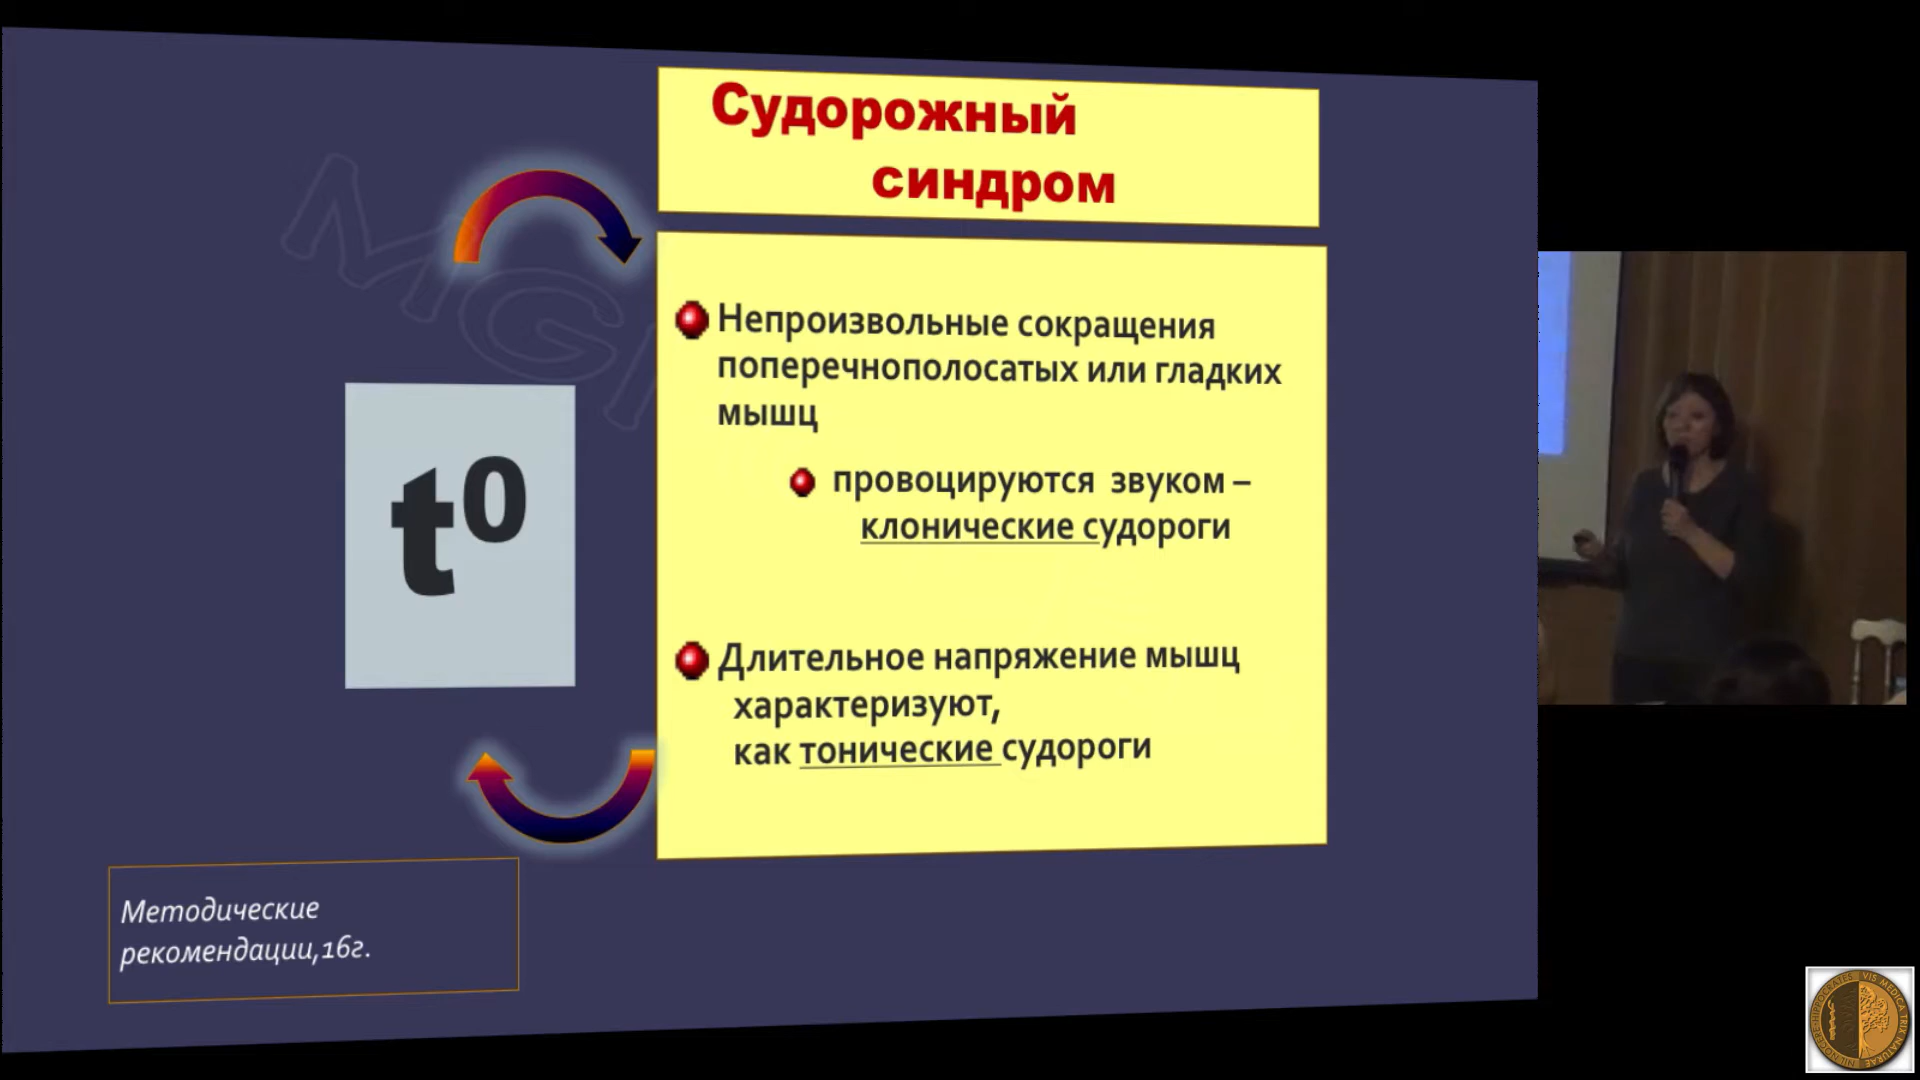 Судорожный
синдром
Непроизвольные сокращения
поперечнополосатых или гладких
мышц
провоцируются звуком –
клонические судороги
t⁰
Длительное напряжение мышц
характеризуют,
как тонические судороги
Методические
рекомендации,16г.
MGI